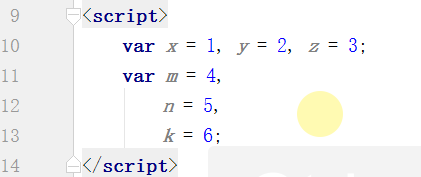 9 <script>
10 var x = 1, y = 2, z = 3;
11 var m = 4,
12 n = 5,
13 k = 6;
14 </script>